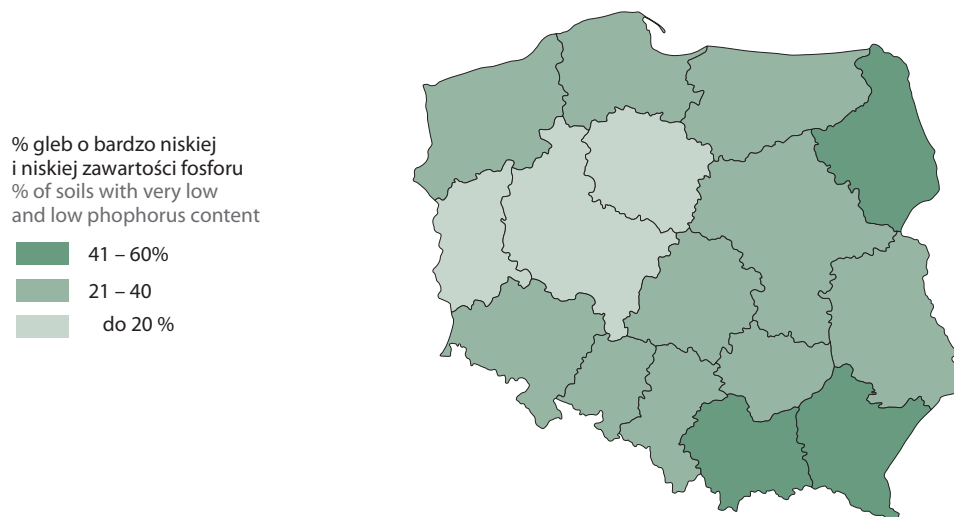 % gleb o bardzo niskiej
i niskiej zawartości fosforu
% of soils with very low
and low phophorus content
41 – 60%
21 – 40
do 20 %